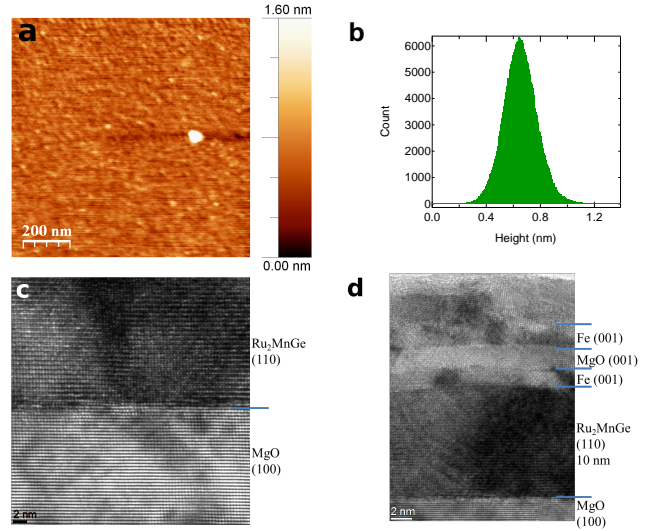 a
1.60 nm
200 nm
0.00 nm
b
6000
5000
4000
3000
2000
1000
0
Count
0.0 0.4 0.8 1.2
Height (nm)
c
Ru₂MnGe
(110)
MgO
(100)
2 nm
d
Fe (001)
MgO (001)
Fe (001)
Ru₂MnGe
(110)
10 nm
MgO
(100)
2 nm